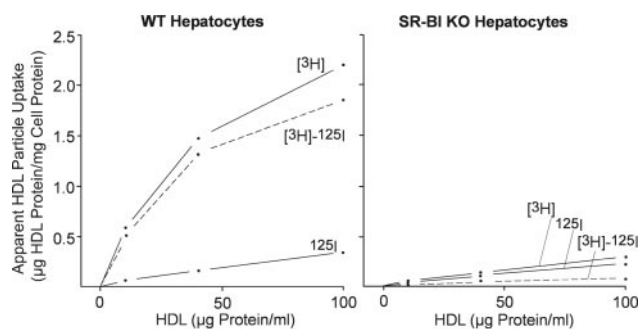 WT Hepatocytes
SR-BI KO Hepatocytes
Apparent HDL Particle Uptake
(µg HDL Protein/mg Cell Protein)
2.5
2.0
1.5
1.0
0.5
[³H]
[³H]-¹²⁵I
¹²⁵I
0
50
100
HDL (µg Protein/ml)
[³H]
¹²⁵I
[³H]-¹²⁵I
0
50
100
HDL (µg Protein/ml)